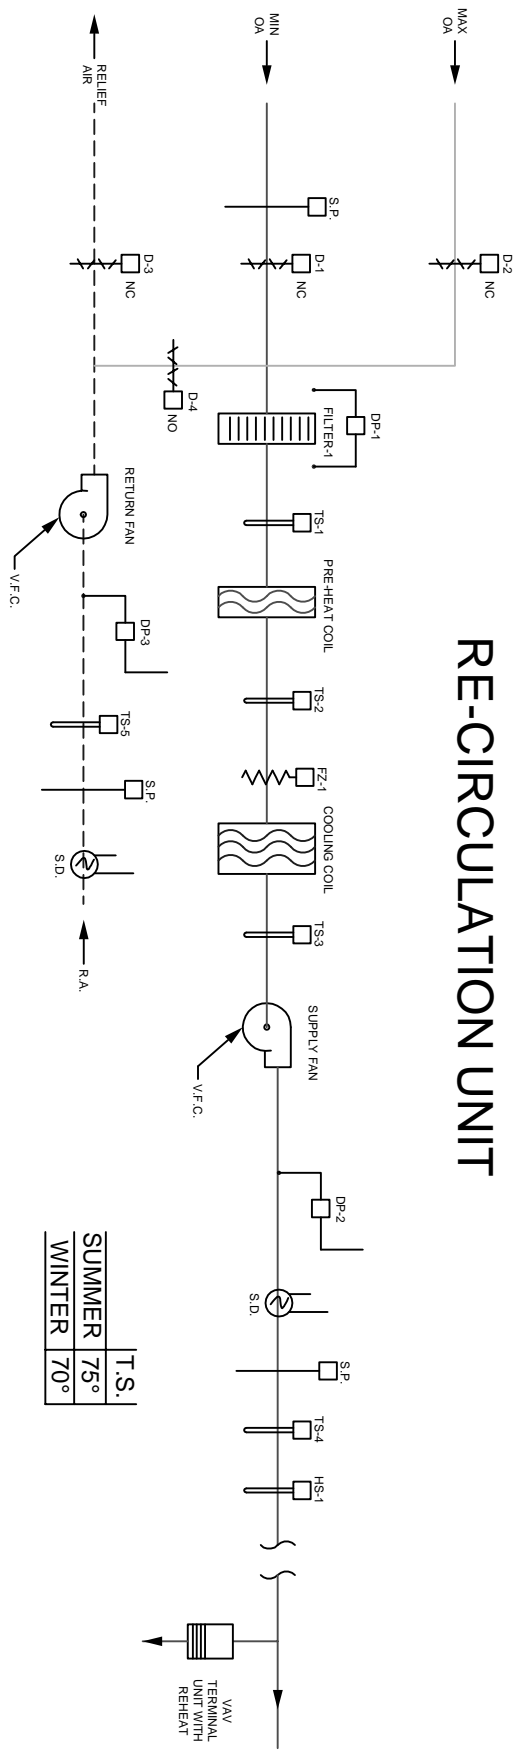 RE-CIRCULATION UNIT
MAX
OA
D-2
NC
MIN
OA
S.P.
D-1
NC
DP-1
FILTER-1
TS-1
PRE-HEAT COIL
TS-2
FZ-1
COOLING COIL
TS-3
SUPPLY FAN
V.F.C.
DP-2
S.D.
S.P.
TS-4
HS-1
VAV
TERMINAL
UNIT WITH
REHEAT
RELIEF
AIR
D-3
NC
D-4
NO
RETURN FAN
V.F.C.
DP-3
TS-5
S.P.
S.D.
R.A.
T.S.
SUMMER 75°
WINTER 70°